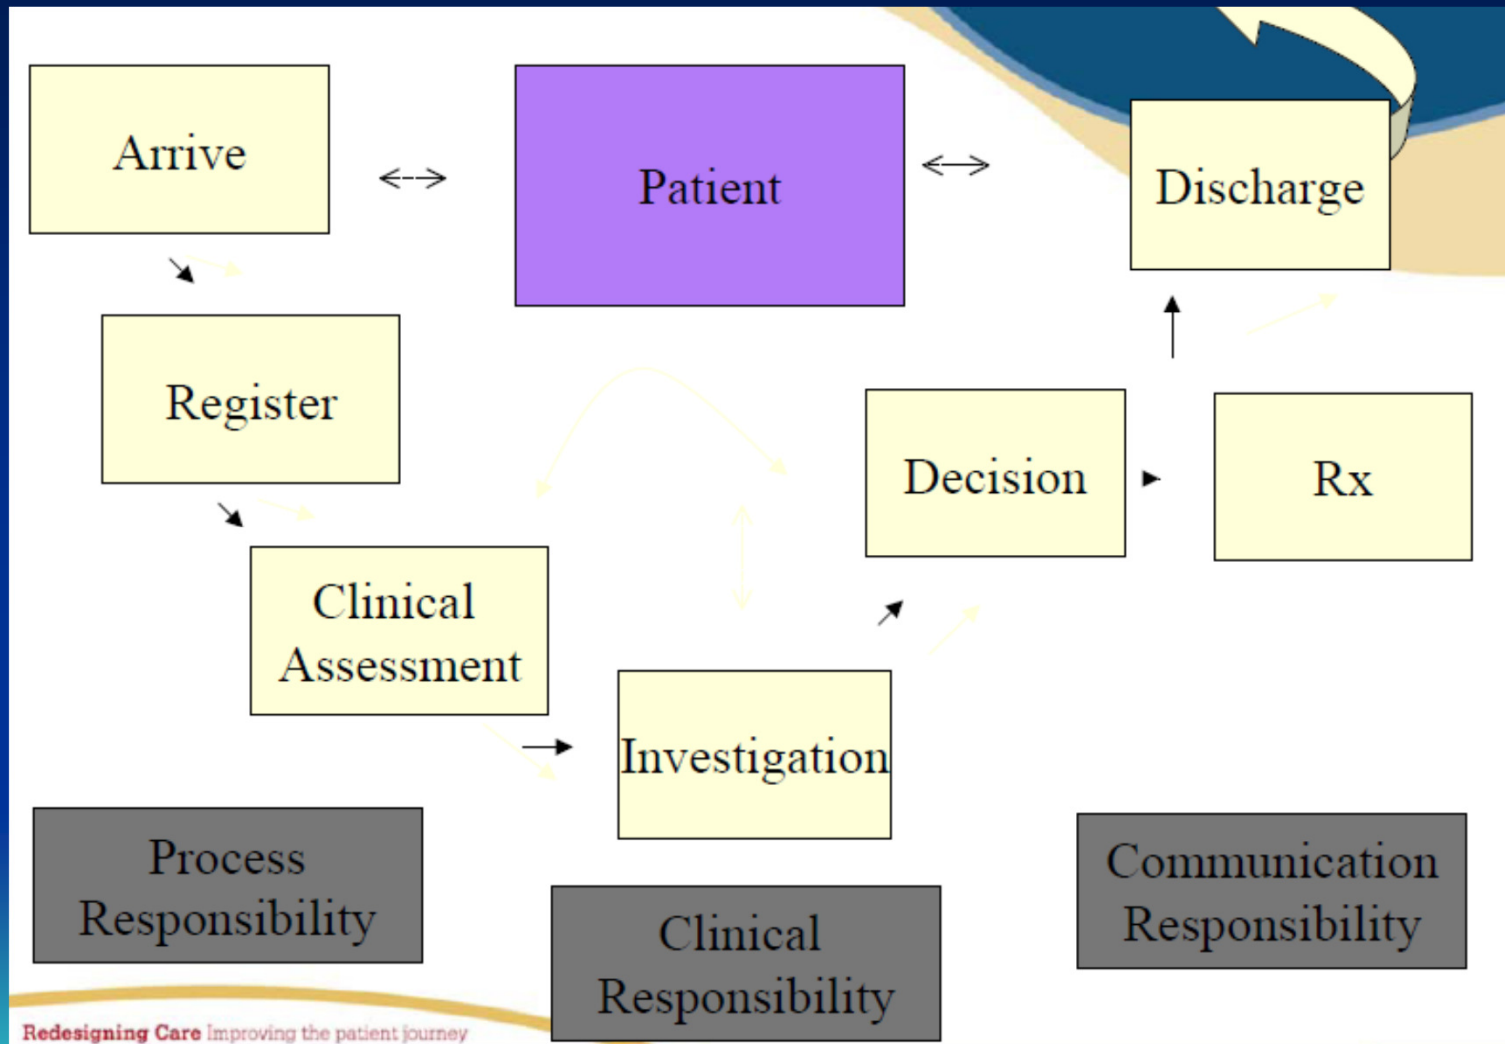 Arrive
Patient
Discharge
Register
Decision
Rx
Clinical
Assessment
Investigation
Process
Responsibility
Clinical
Responsibility
Communication
Responsibility
Redesigning Care Improving the patient journey